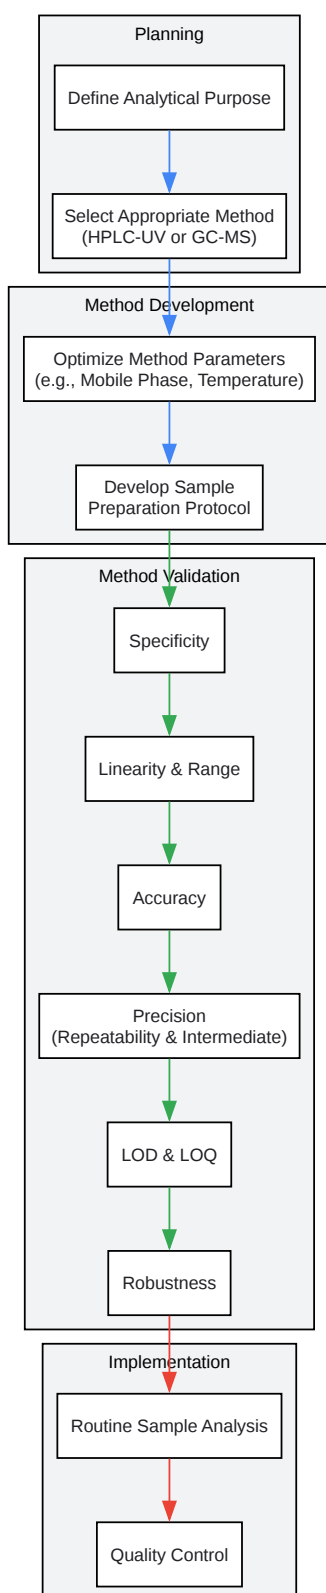 Planning
Define Analytical Purpose
Select Appropriate Method
(HPLC-UV or GC-MS)
Method Development
Optimize Method Parameters
(e.g., Mobile Phase, Temperature)
Develop Sample
Preparation Protocol
Method Validation
Specificity
Linearity & Range
Accuracy
Precision
(Repeatability & Intermediate)
LOD & LOQ
Robustness
Implementation
Routine Sample Analysis
Quality Control